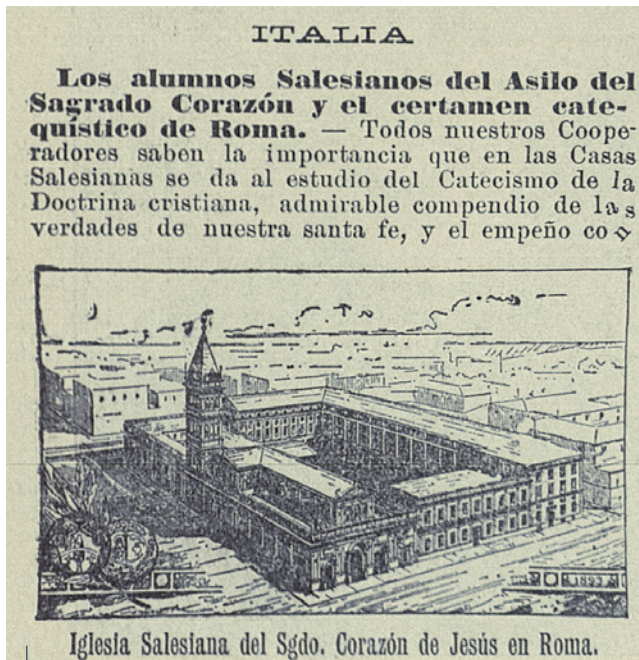 ITALIA
Los alumnos Salesianos del Asilo del
Sagrado Corazón y el certamen cate-
quístico de Roma. — Todos nuestros Coope-
radores saben la importancia que en las Casas
Salesianas se da al estudio del Catecismo de la
Doctrina cristiana, admirable compendio de las
verdades de nuestra santa fe, y el empeño con
Iglesia Salesiana del Sgdo. Corazón de Jesús en Roma.